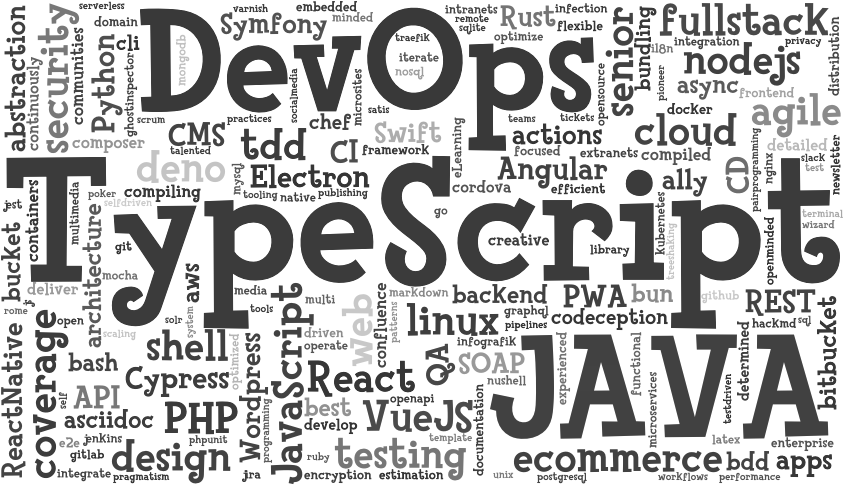 serverless
varnish
embedded
minded
intranets
Rust
infection
fullstack
abstraction
continuously
security
communities
domain
cli
Python
ghostinspector
DevOps
mongodb
Symfony
socialmedia
microsites
traefik
iterate
nosql
remote
sqlite
optimize
flexible
opensource
senior
bundling
i18n
pioneer
integration
privacy
distribution
nodejs
async
frontend
docker
agile
scrum
practices
satis
teams
tickets
composer
CMS
talented
tdd
chef
CI
Swift
framework
eLearning
actions
focused
extranets
cloud
compiled
CD
pairprogramming
nginx
detailed
slack
test
newsletter
deno
compiling
mysql
Electron
tooling
native
publishing
cordova
Angular
efficient
ally
jest
containers
multimedia
poker
selfdriven
TypeScript
go
creative
library
kubernetes
treeshaking
openminded
terminal
wizard
bucket
architecture
git
mocha
deliver
aws
system
media
tools
rome
js
open
scaling
solr
multi
driven
operate
web
confluence
markdown
patterns
backend
linux
graphql
pipelines
PWA
bun
github
codeception
REST
hackmd
sql
bitbucket
ReactNative
coverage
bash
shell
optimized
Wordpress
JavaScript
QA
infografik
SOAP
nushell
JAVA
experienced
functional
microservices
testdriven
determined
self
API
Cypress
React
asciidoc
PHP
programming
best
develop
openapi
VueJS
documentation
e2e
jenkins
phpunit
gitlab
design
ruby
testing
template
latex
enterprise
integrate
pragmatism
jra
encryption
estimation
unix
ecommerce
postgresql
workflows
bdd
performance
apps